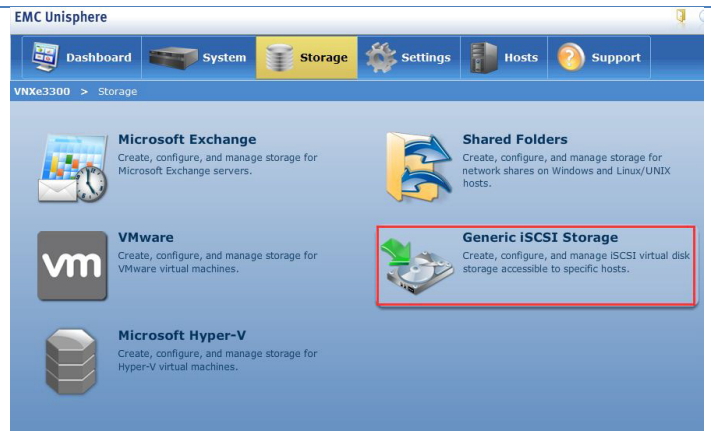 EMC Unisphere
Dashboard
System
Storage
Settings
Hosts
Support
VNXe3300 > Storage
Microsoft Exchange
Create, configure, and manage storage for
Microsoft Exchange servers.
Shared Folders
Create, configure, and manage storage for
network shares on Windows and Linux/UNIX
hosts.
vm
VMware
Create, configure, and manage storage for
VMware virtual machines.
Generic iSCSI Storage
Create, configure, and manage iSCSI virtual disk
storage accessible to specific hosts.
Microsoft Hyper-V
Create, configure, and manage storage for
Hyper-V virtual machines.